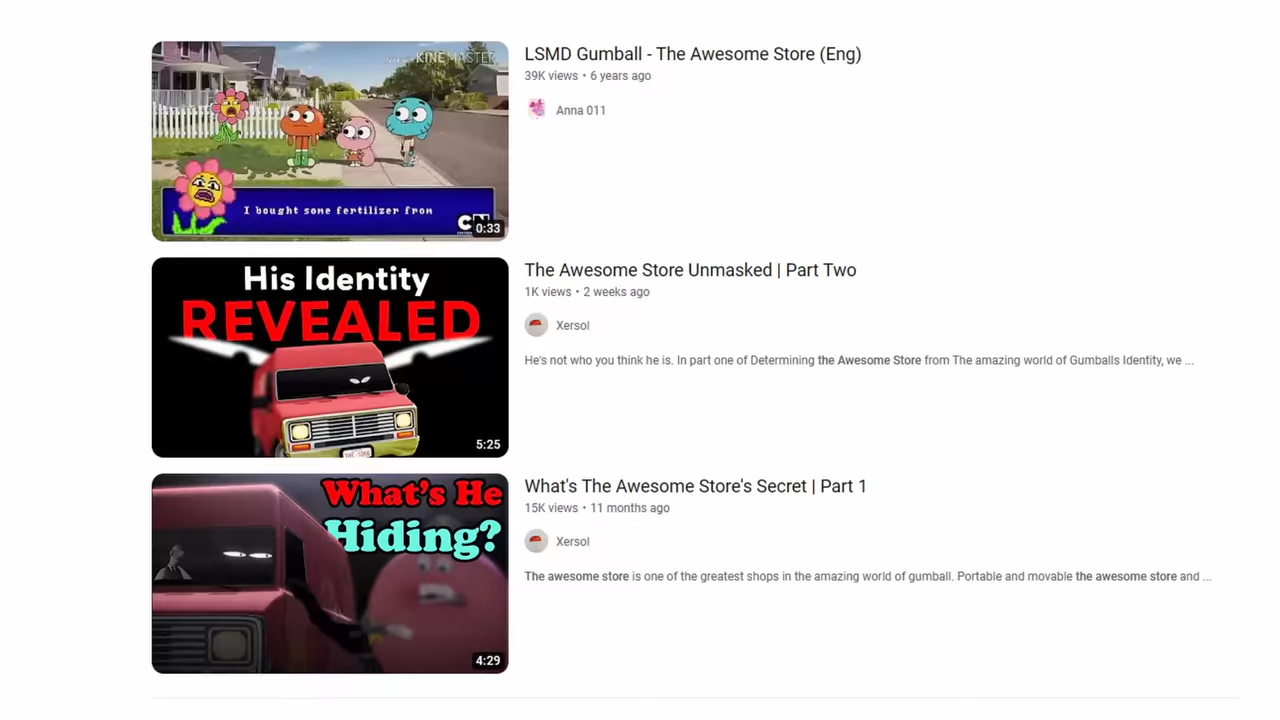 KINEMASTER
I bought some fertilizer from
CN
0:33
LSMD Gumball - The Awesome Store (Eng)
39K views • 6 years ago
Anna 011
His Identity
REVEALED
5:25
The Awesome Store Unmasked | Part Two
1K views • 2 weeks ago
Xersol
He's not who you think he is. In part one of Determining the Awesome Store from The amazing world of Gumballs Identity, we ...
What's He
Hiding?
4:29
What's The Awesome Store's Secret | Part 1
15K views • 11 months ago
Xersol
The awesome store is one of the greatest shops in the amazing world of gumball. Portable and movable the awesome store and ...